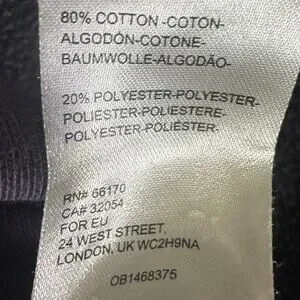 80% COTTON -COTON-
ALGODÓN-COTONE-
BAUMWOLLE-ALGODÃO-
20% POLYESTER-POLYESTER-
POLIÉSTER-POLIESTERE-
POLYESTER-POLIÉSTER-
RN# 66170
CA# 32054
FOR EU
24 WEST STREET,
LONDON, UK WC2H9NA
OB1468375